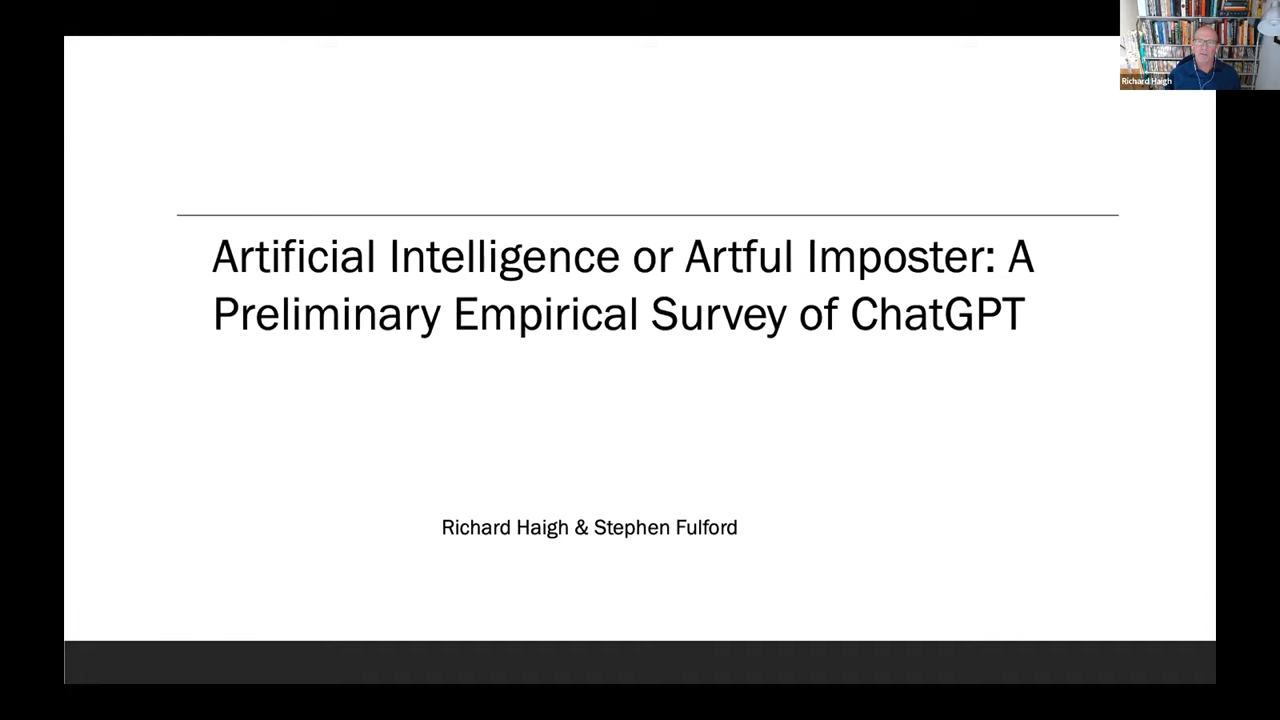 Richard Haigh
Artificial Intelligence or Artful Imposter: A
Preliminary Empirical Survey of ChatGPT
Richard Haigh & Stephen Fulford